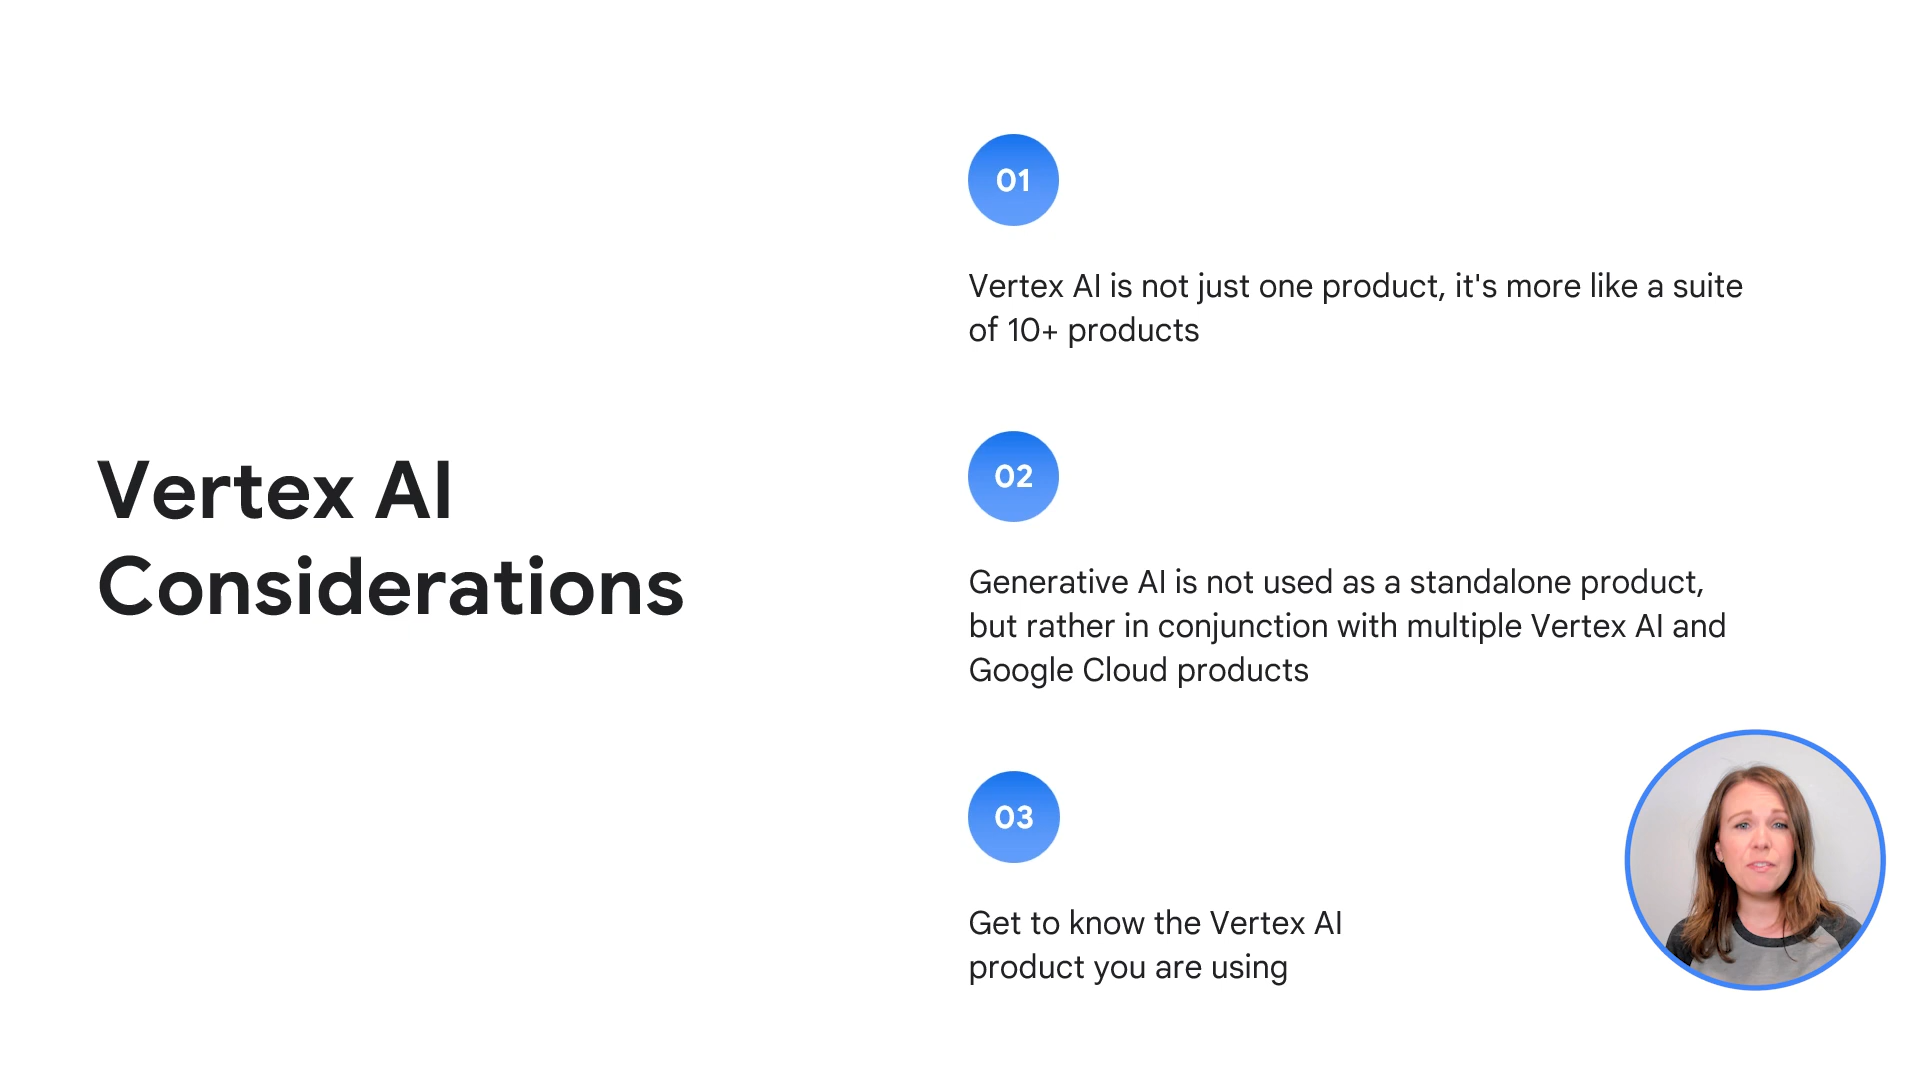 Vertex AI
Considerations
01
Vertex AI is not just one product, it's more like a suite
of 10+ products
02
Generative AI is not used as a standalone product,
but rather in conjunction with multiple Vertex AI and
Google Cloud products
03
Get to know the Vertex AI
product you are using